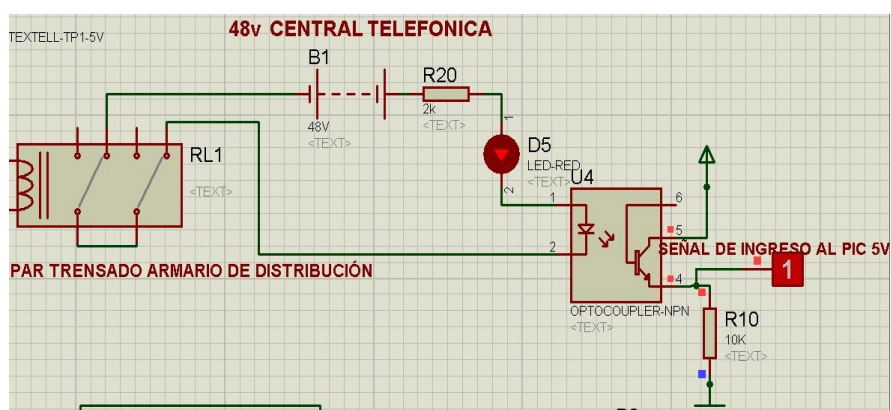 48v CENTRAL TELEFONICA
TEXTELL-TP1-5V
B1
R20
48V
<TEXT>
2k
<TEXT>
1
D5
LED-RED
<TEXT>
2
RL1
<TEXT>
U4
1
2
6
5
4
SEÑAL DE INGRESO AL PIC 5V
1
PAR TRENSADO ARMARIO DE DISTRIBUCIÓN
OPTOCOUPLER-NPN
<TEXT>
R10
10K
<TEXT>